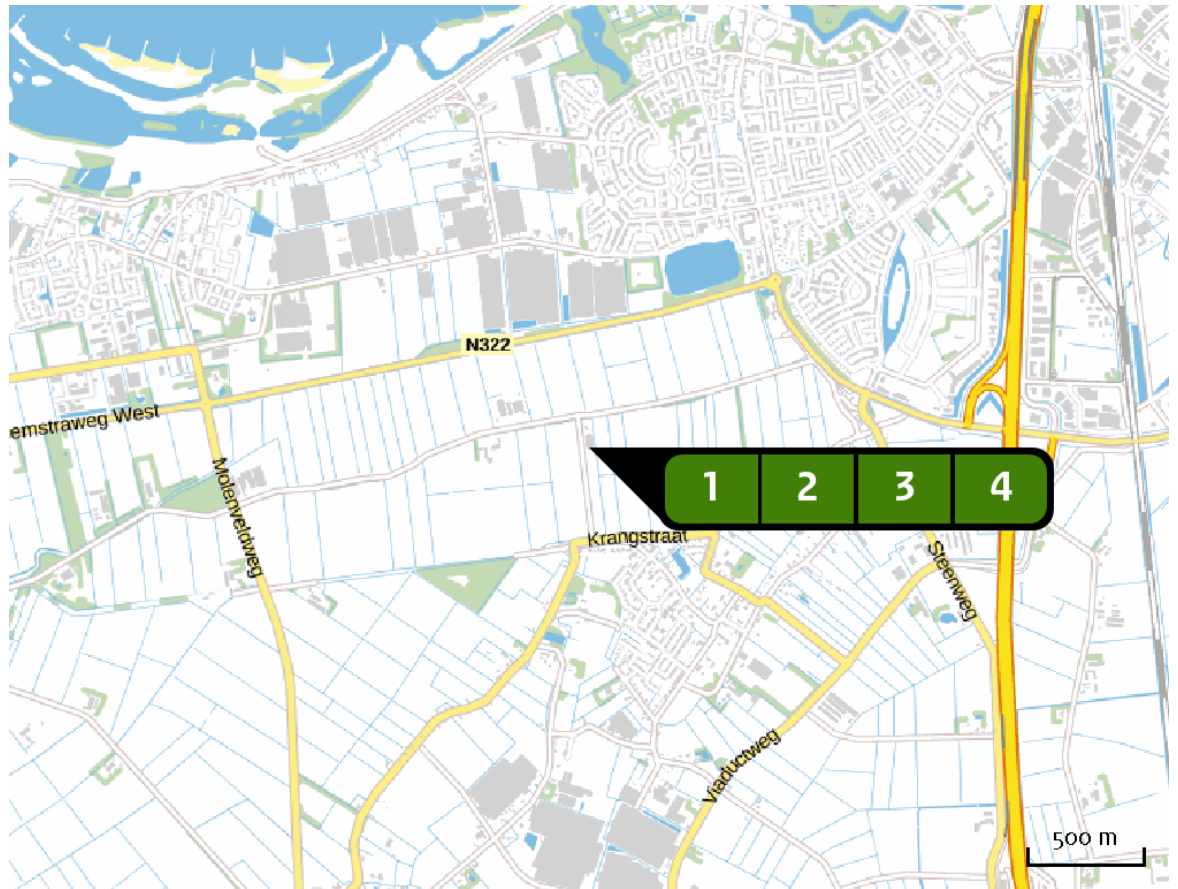 N322
emstraweg West
Molenveldweg
1 2 3 4
Krangstraat
Steenweg
Viaductweg
500 m